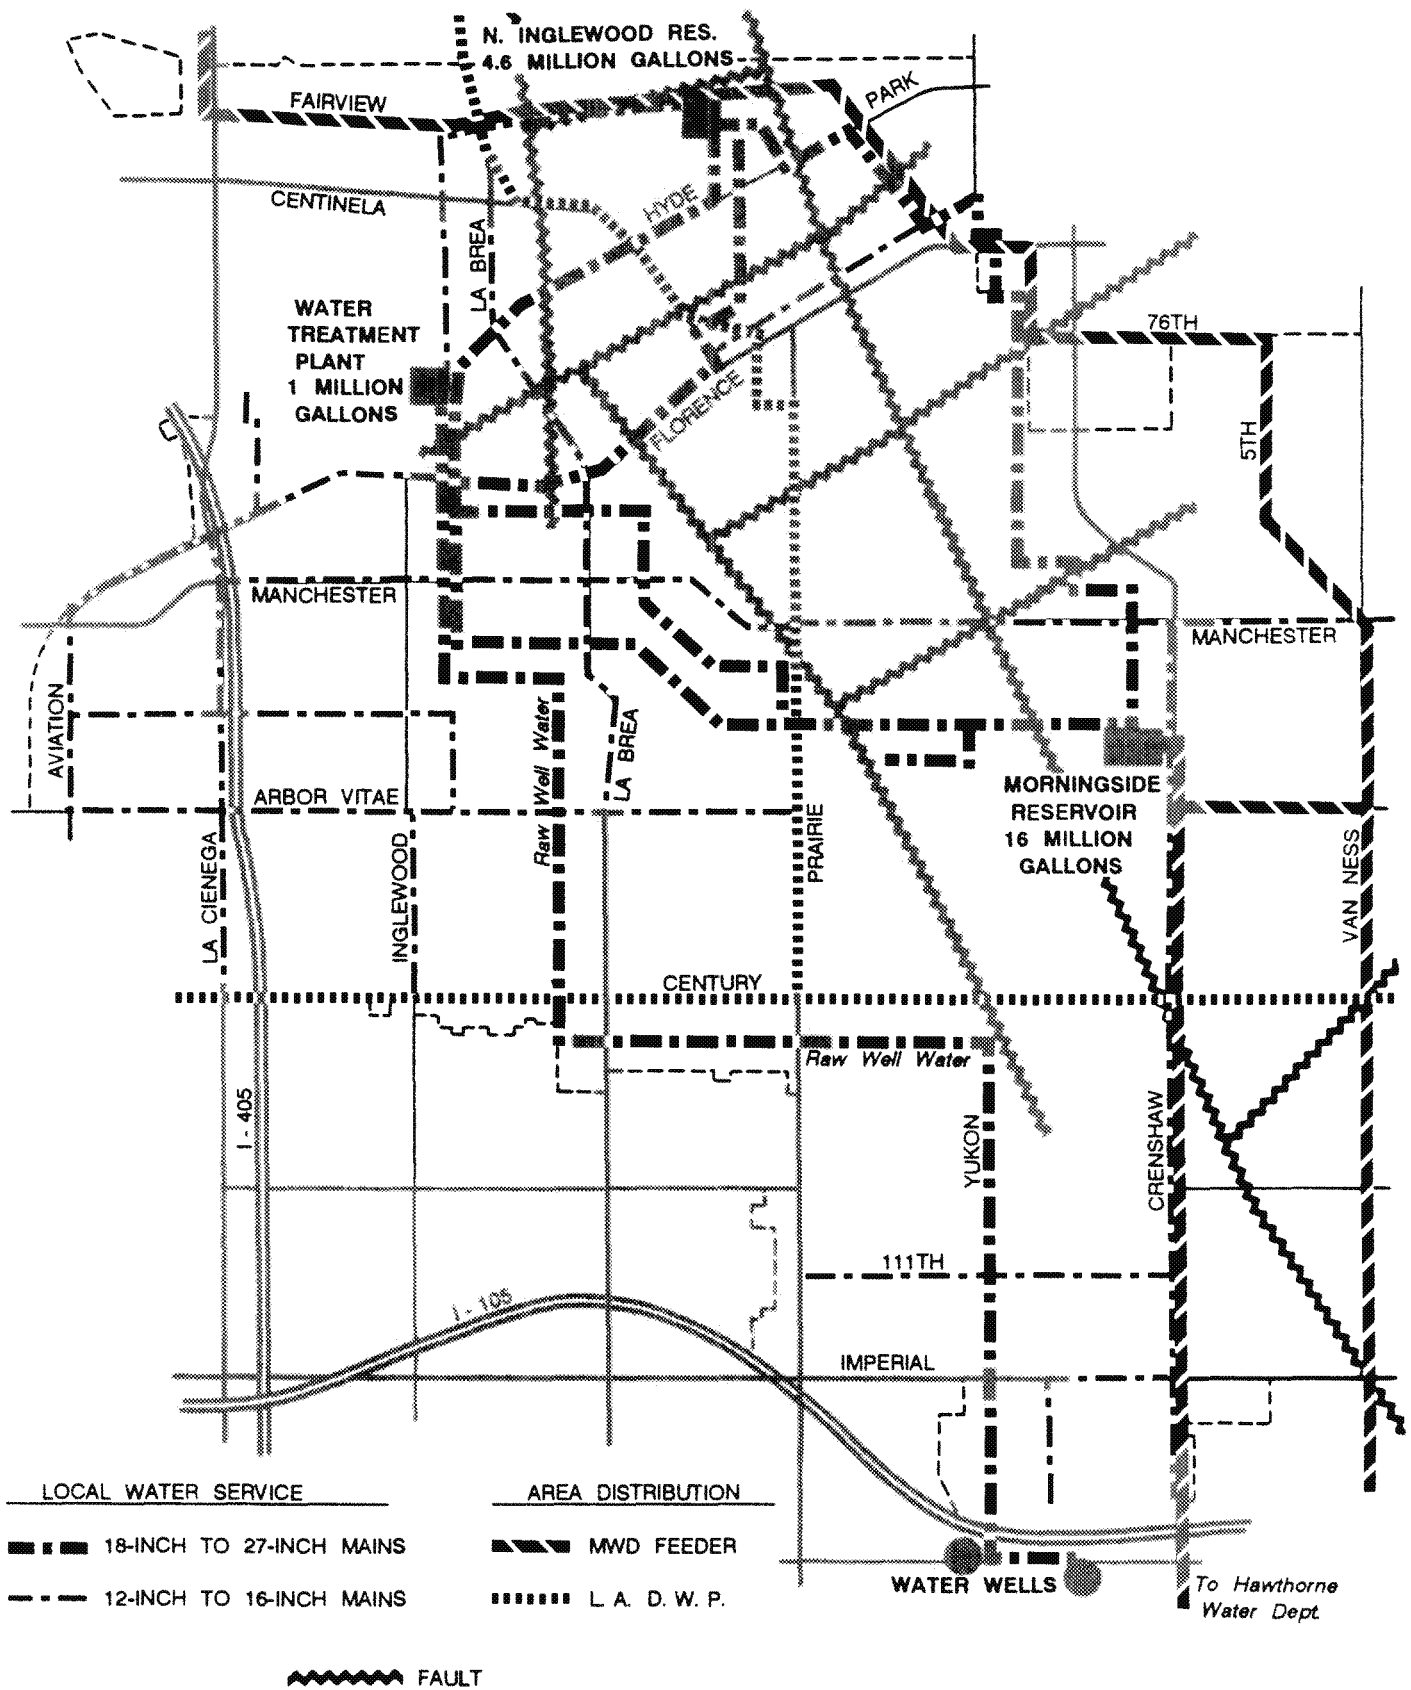 N. INGLEWOOD RES.
4.6 MILLION GALLONS
FAIRVIEW
PARK
CENTINELA
HYDE
LA BREA
WATER
TREATMENT
PLANT
1 MILLION
GALLONS
76TH
FLORENCE
5TH
MANCHESTER
MANCHESTER
AVIATION
Raw Well Water
LA BREA
MORNINGSIDE
RESERVOIR
16 MILLION
GALLONS
ARBOR VITAE
PRAIRIE
LA CIENEGA
INGLEWOOD
VAN NESS
CENTURY
Raw Well Water
I - 405
YUKON
CRENSHAW
111TH
I - 105
IMPERIAL
LOCAL WATER SERVICE
18-INCH TO 27-INCH MAINS
12-INCH TO 16-INCH MAINS
AREA DISTRIBUTION
MWD FEEDER
L. A. D. W. P.
WATER WELLS
To Hawthorne
Water Dept.
FAULT